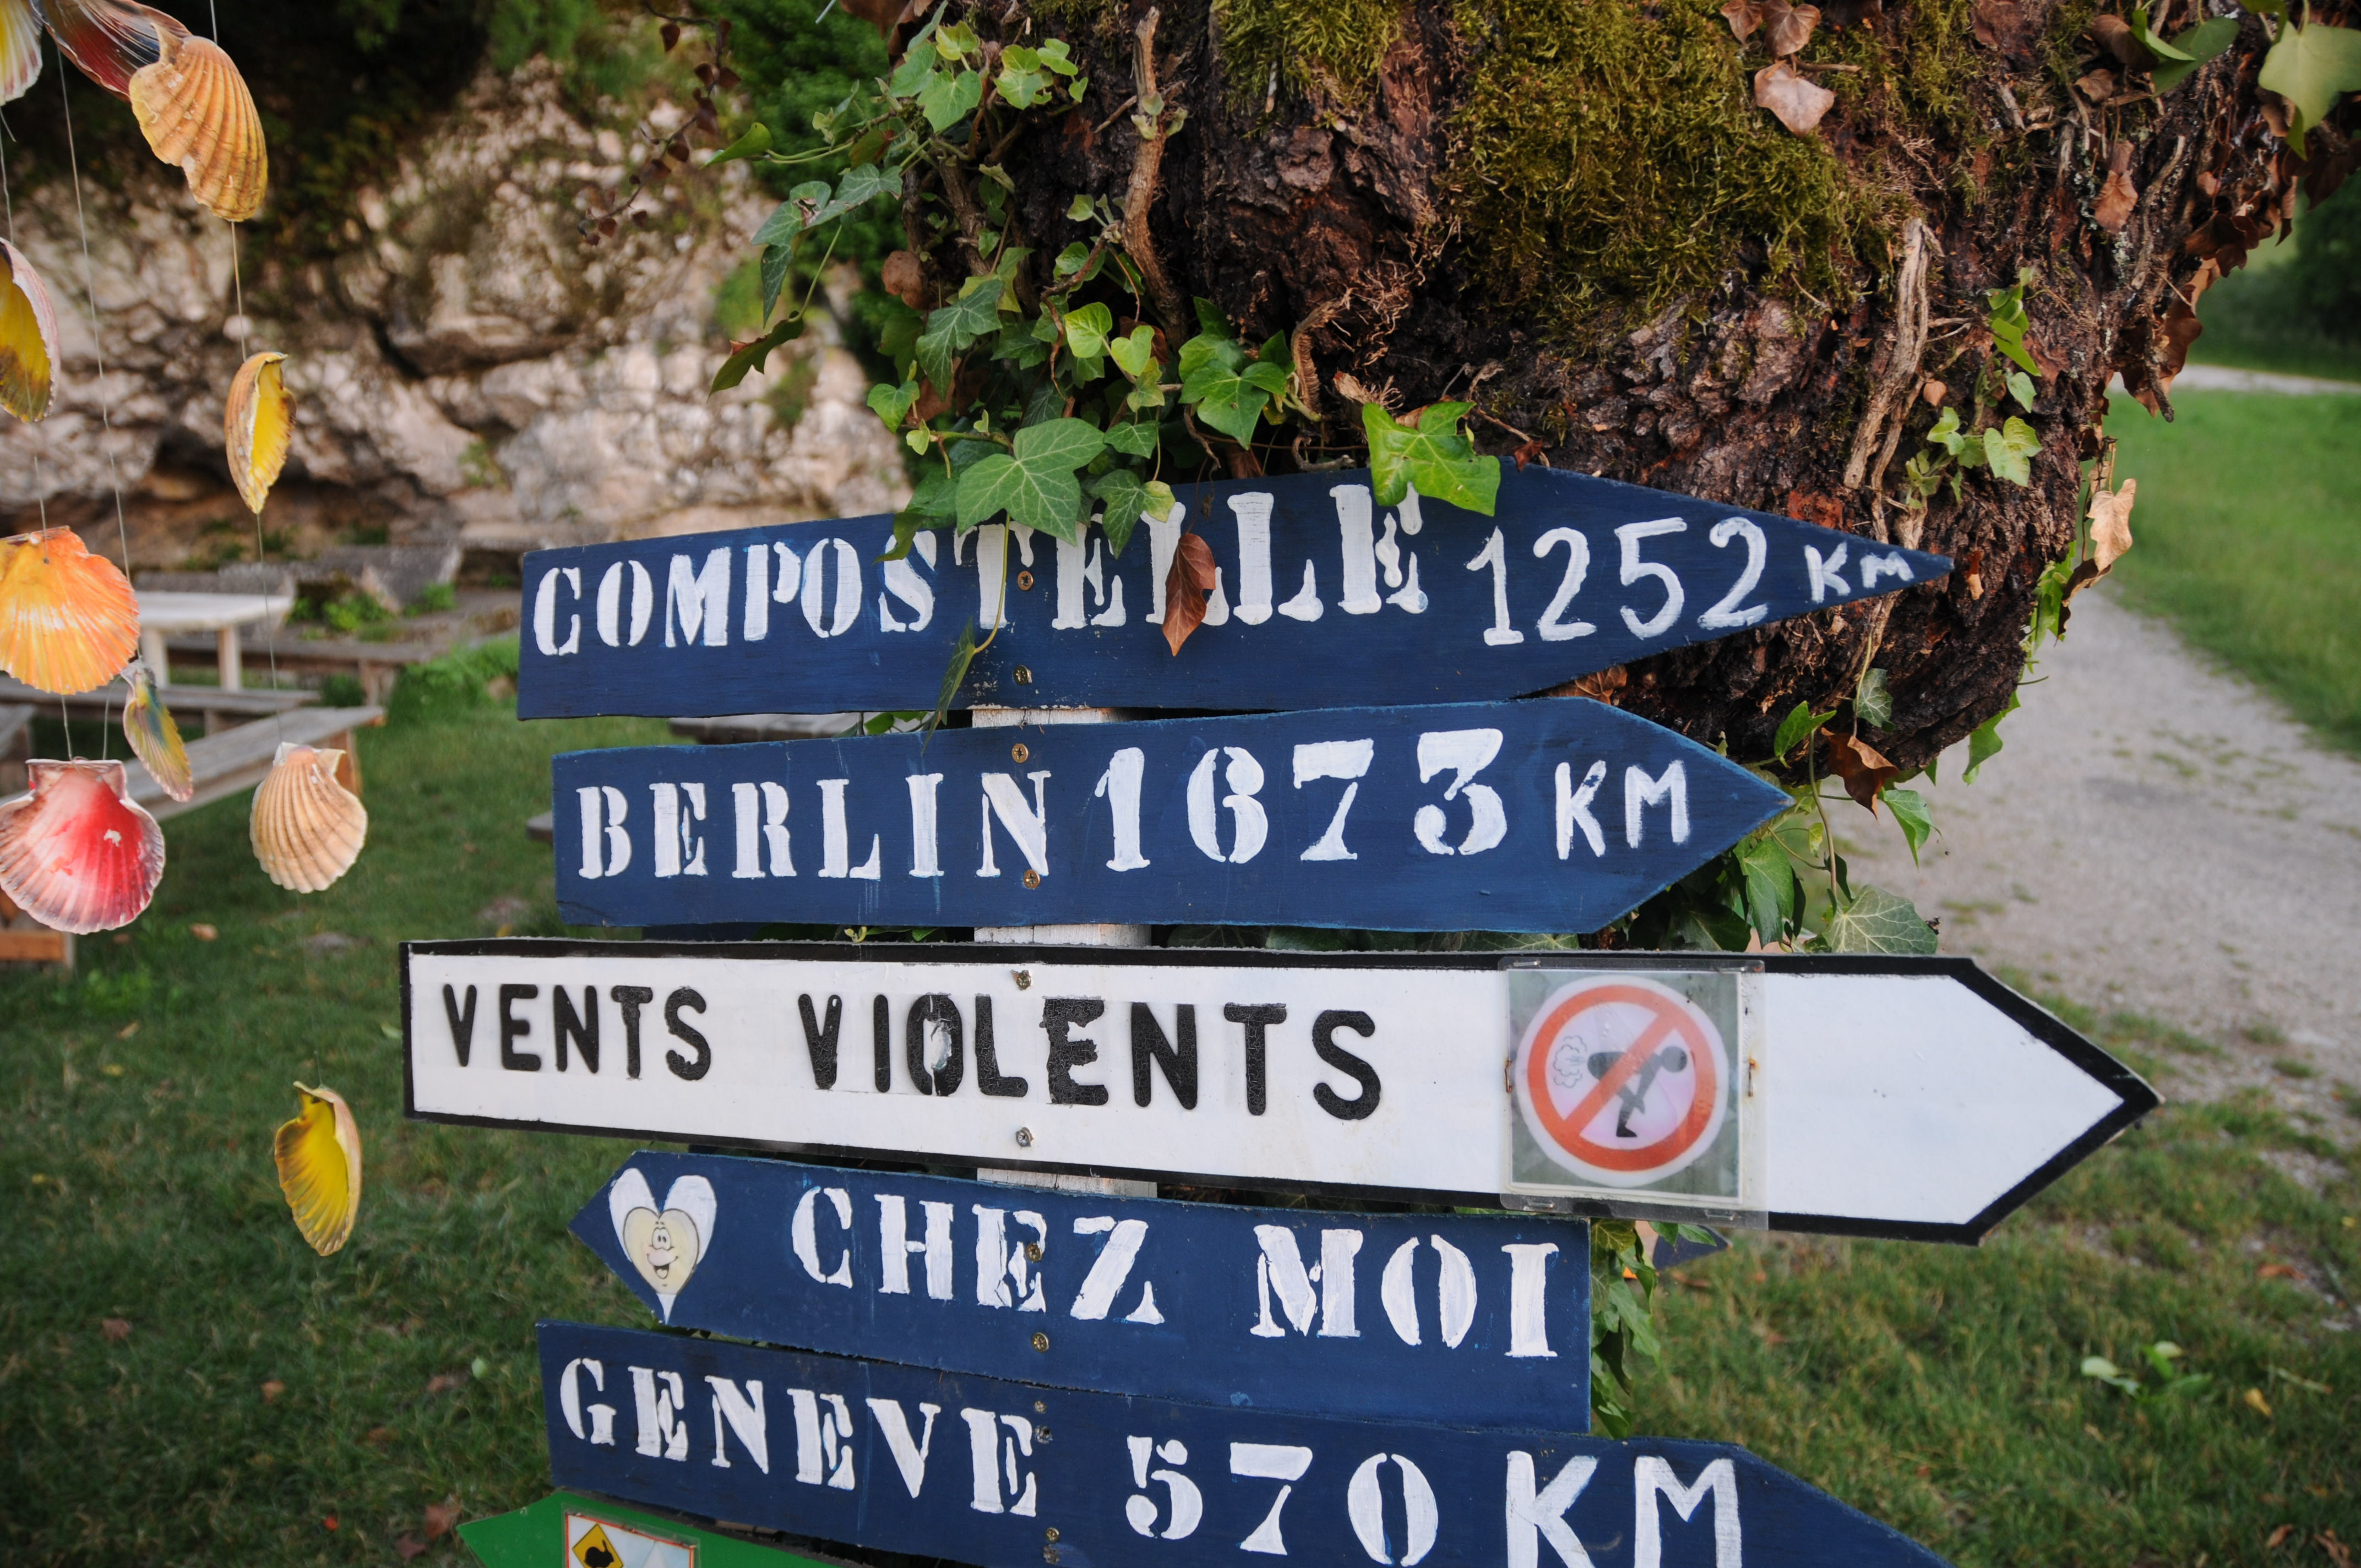 COMPOSTELLE 1252 KM
BERLIN 1673 KM
VENTS VIOLENTS
CHEZ MOI
GENEVE 570 KM